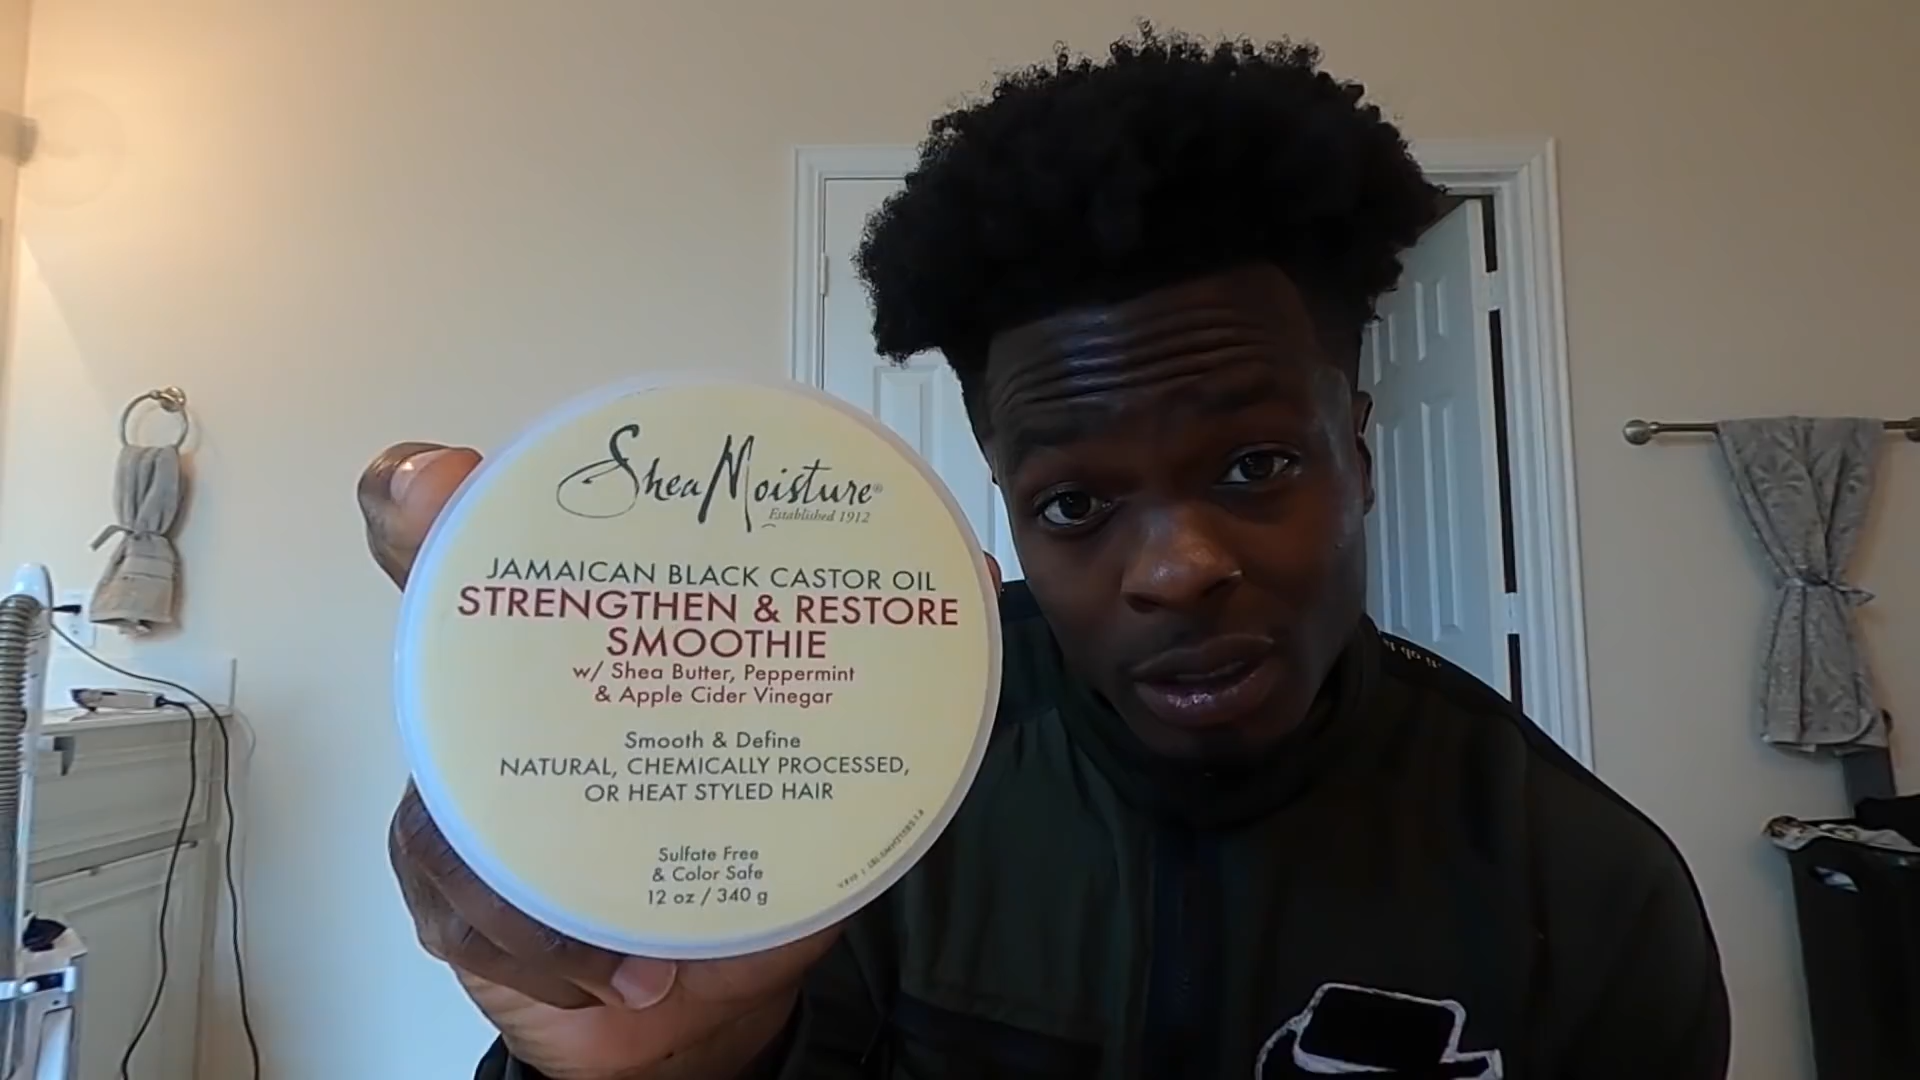 SheaMoisture®
Established 1912
JAMAICAN BLACK CASTOR OIL
STRENGTHEN & RESTORE
SMOOTHIE
w/ Shea Butter, Peppermint
& Apple Cider Vinegar
Smooth & Define
NATURAL, CHEMICALLY PROCESSED,
OR HEAT STYLED HAIR
Sulfate Free
& Color Safe
12 oz / 340 g